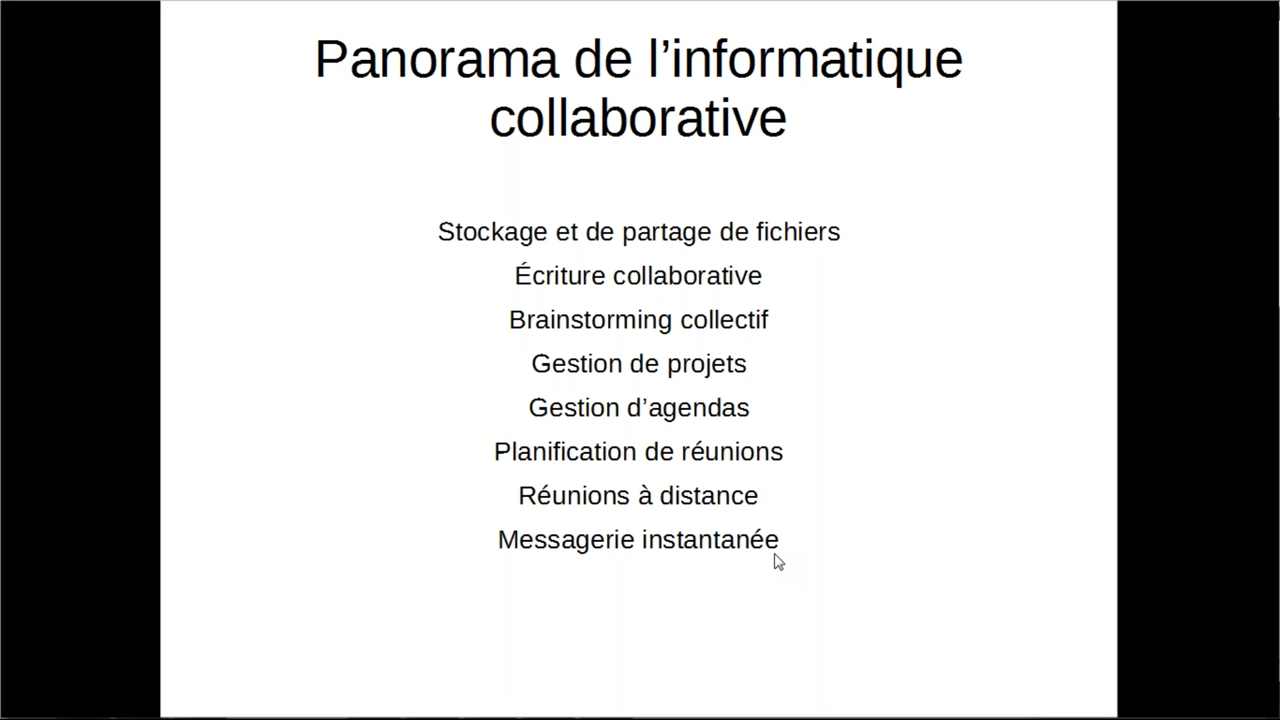 Panorama de l’informatique
collaborative
Stockage et de partage de fichiers
Écriture collaborative
Brainstorming collectif
Gestion de projets
Gestion d’agendas
Planification de réunions
Réunions à distance
Messagerie instantanée